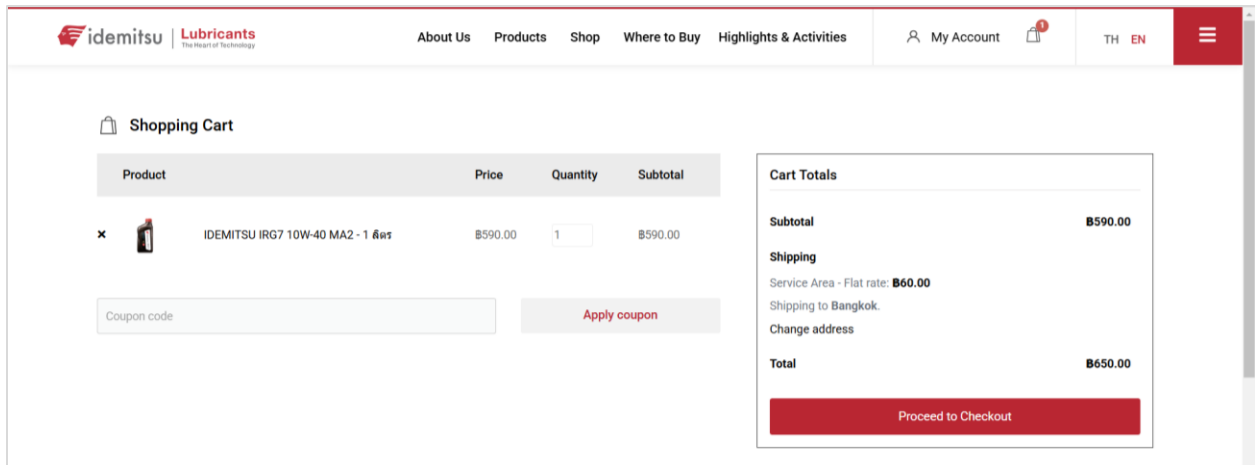 idemitsu Lubricants
The Heart of Technology
About Us Products Shop Where to Buy Highlights & Activities My Account 1 TH EN
Shopping Cart
Product Price Quantity Subtotal
IDEMITSU IRG7 10W-40 MA2 - 1 ลิตร ฿590.00 1 ฿590.00
Coupon code Apply coupon
Cart Totals
Subtotal ฿590.00
Shipping
Service Area - Flat rate: ฿60.00
Shipping to Bangkok.
Change address
Total ฿650.00
Proceed to Checkout